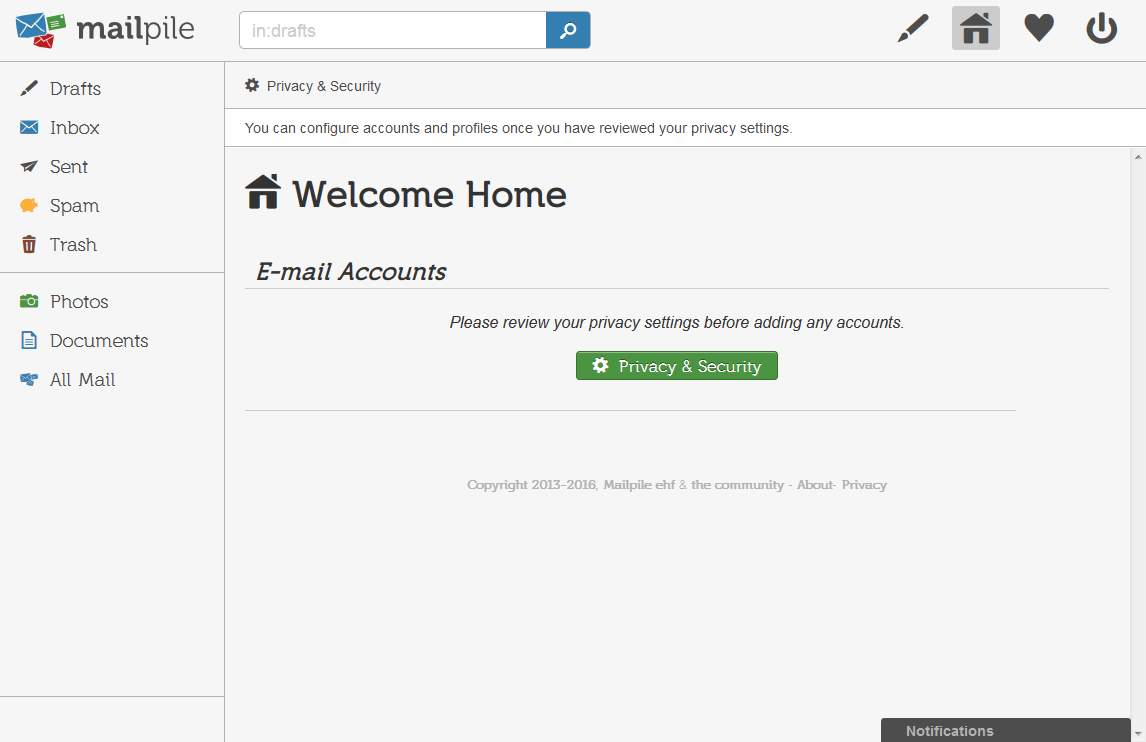 mailpile
in:drafts
Drafts
Inbox
Sent
Spam
Trash
Photos
Documents
All Mail
Privacy & Security
You can configure accounts and profiles once you have reviewed your privacy settings.
Welcome Home
E-mail Accounts
Please review your privacy settings before adding any accounts.
Privacy & Security
Copyright 2013-2016, Mailpile ehf & the community - About- Privacy
Notifications